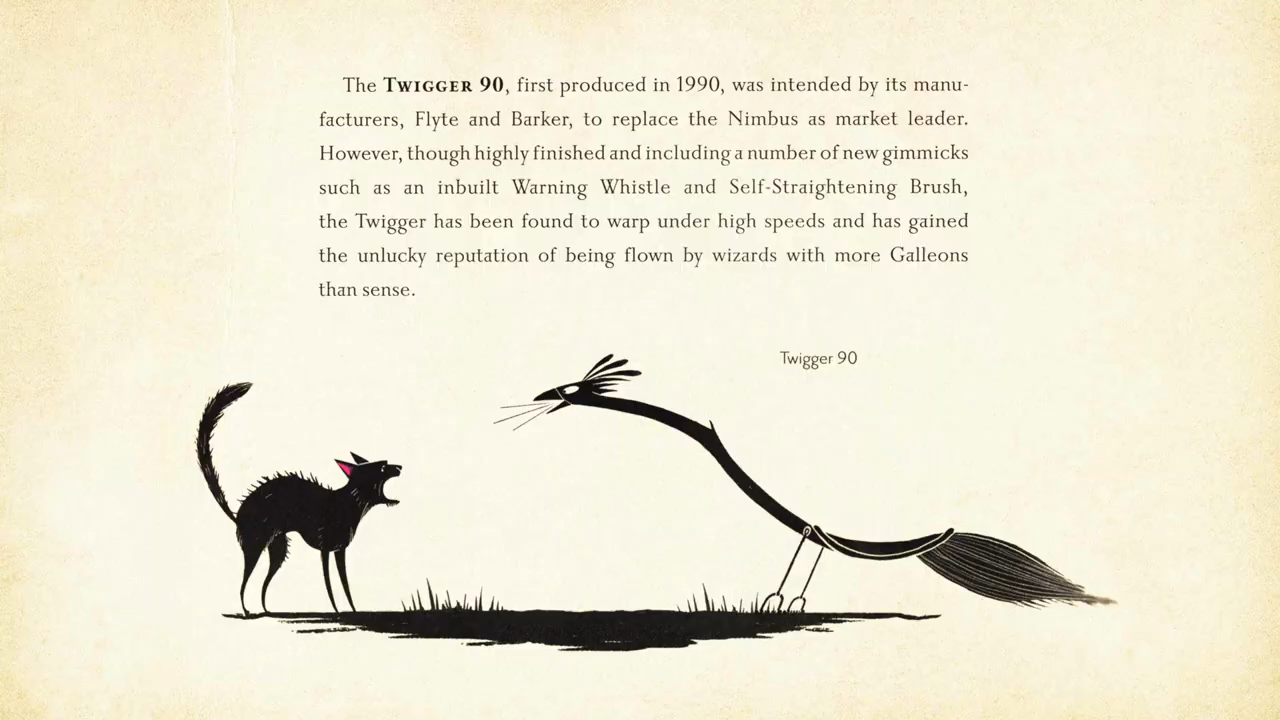 The TWIGGER 90, first produced in 1990, was intended by its manu-
facturers, Flyte and Barker, to replace the Nimbus as market leader.
However, though highly finished and including a number of new gimmicks
such as an inbuilt Warning Whistle and Self-Straightening Brush,
the Twigger has been found to warp under high speeds and has gained
the unlucky reputation of being flown by wizards with more Galleons
than sense.
Twigger 90